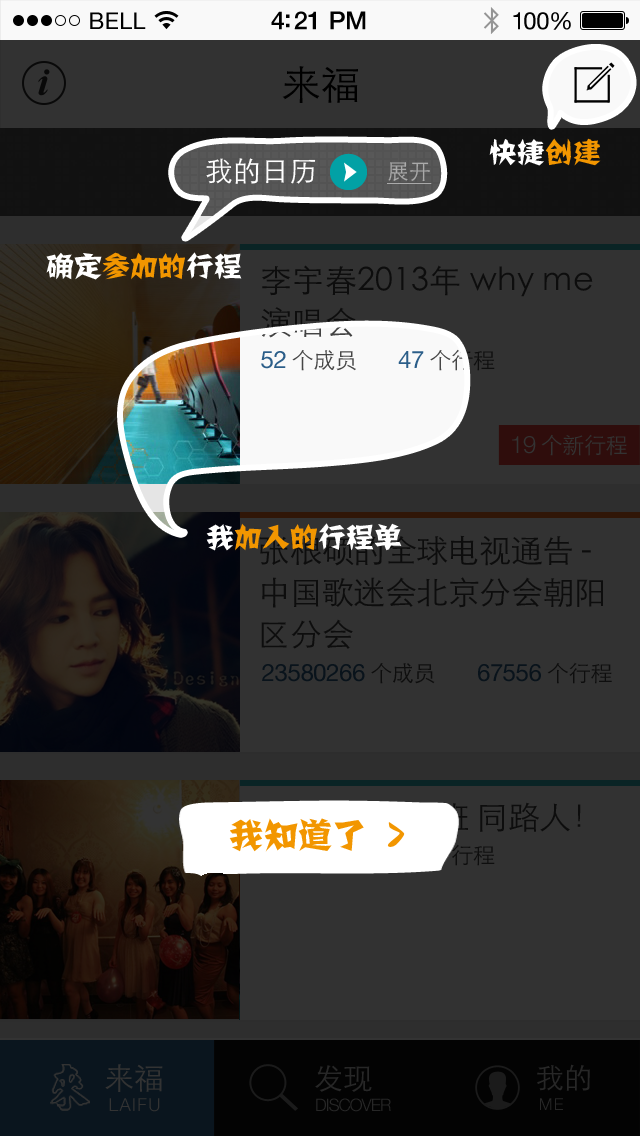 BELL 4:21 PM 100%
i 来福
快捷创建
我的日历 展开
确定参加的行程
李宇春2013年 why me
演唱会
52 个成员 47 个行程
19 个新行程
我加入的行程单
张根硕的全球电视通告 -
中国歌迷会北京分会朝阳
区分会
Design
23580266 个成员 67556 个行程
我知道了 >
班 同路人！
行程
来福 发现 我的
LAIFU DISCOVER ME